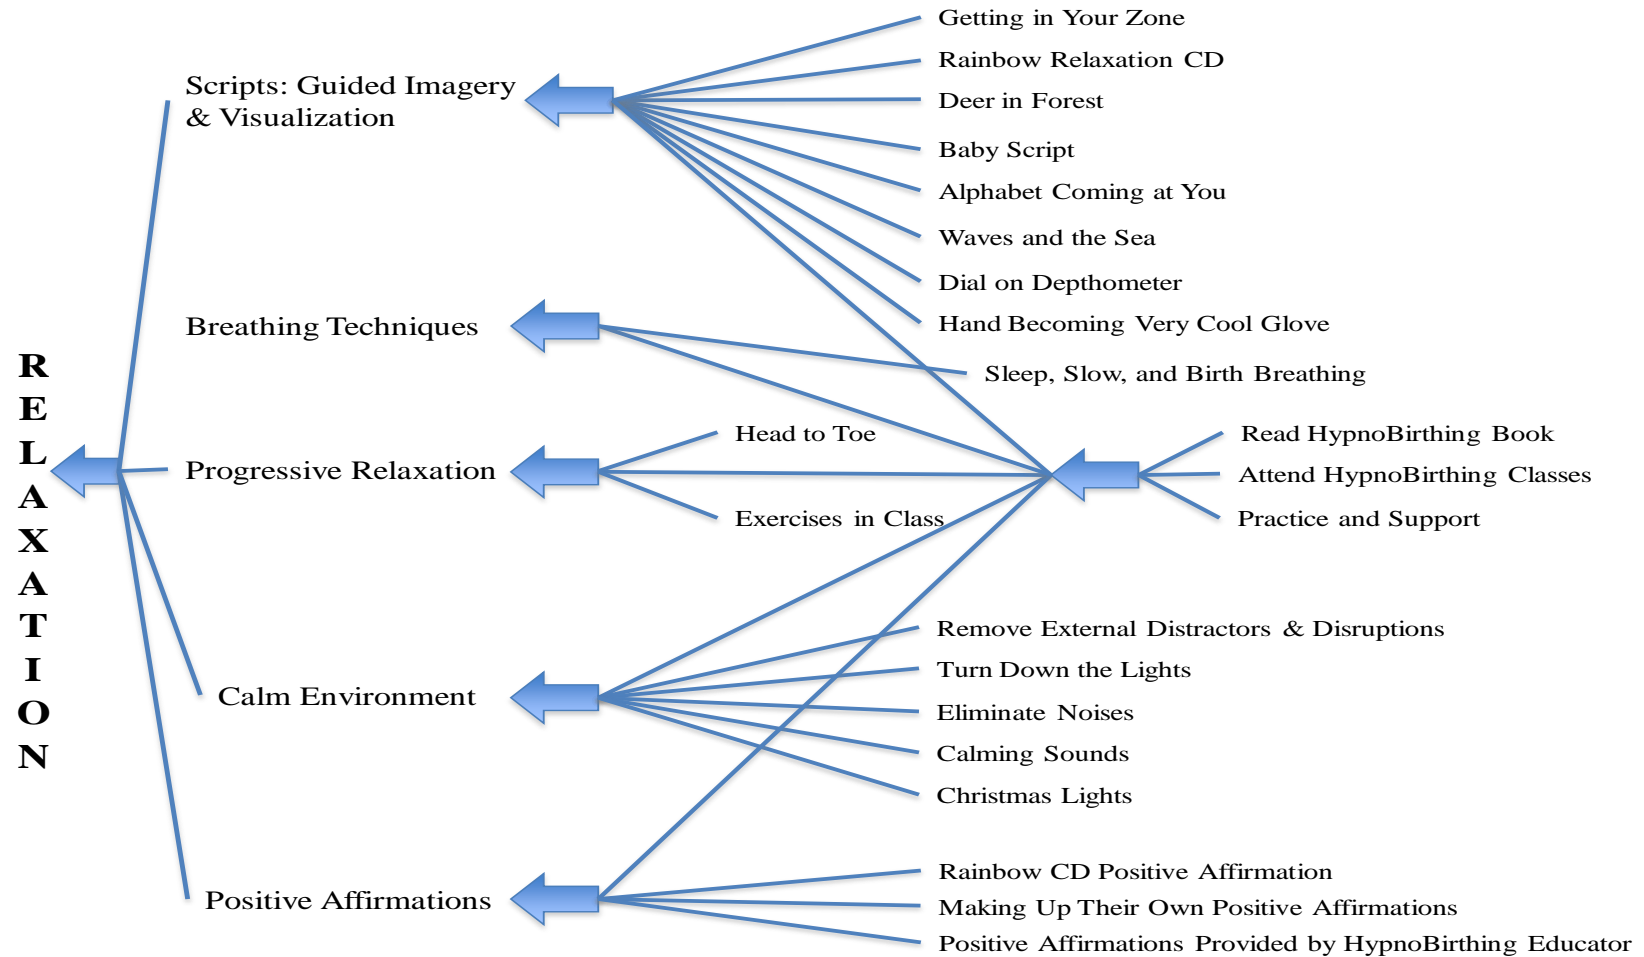 RELAXATION
Scripts: Guided Imagery
& Visualization
Getting in Your Zone
Rainbow Relaxation CD
Deer in Forest
Baby Script
Alphabet Coming at You
Waves and the Sea
Dial on Depthometer
Hand Becoming Very Cool Glove
Breathing Techniques
Sleep, Slow, and Birth Breathing
Progressive Relaxation
Head to Toe
Exercises in Class
Read HypnoBirthing Book
Attend HypnoBirthing Classes
Practice and Support
Calm Environment
Remove External Distractors & Disruptions
Turn Down the Lights
Eliminate Noises
Calming Sounds
Christmas Lights
Positive Affirmations
Rainbow CD Positive Affirmation
Making Up Their Own Positive Affirmations
Positive Affirmations Provided by HypnoBirthing Educator